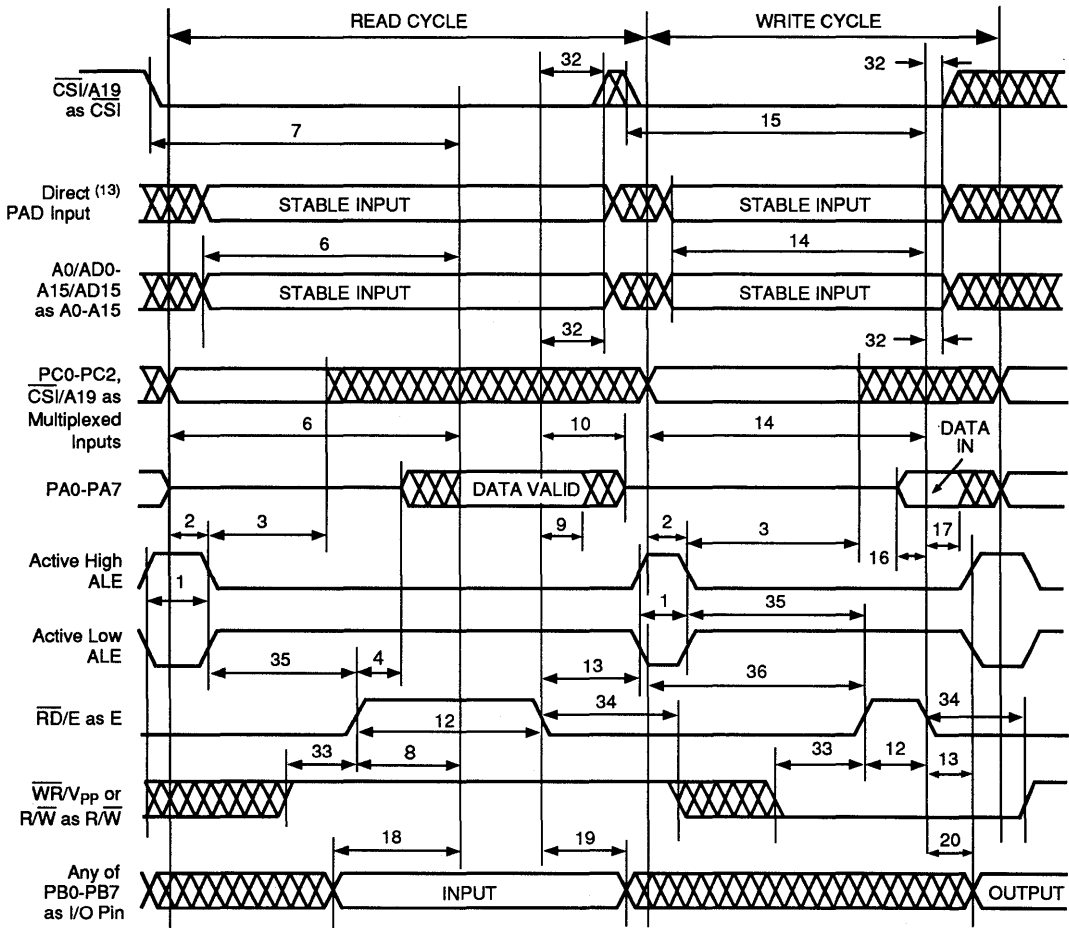 READ CYCLE
WRITE CYCLE
32
32
CSI/A19
as CSI
7
15
Direct (13)
PAD Input
STABLE INPUT
STABLE INPUT
6
14
A0/AD0-
A15/AD15
as A0-A15
STABLE INPUT
STABLE INPUT
32
32
PC0-PC2,
CSI/A19 as
Multiplexed
Inputs
6
10
14
DATA
IN
PA0-PA7
DATA VALID
2
3
9
2
3
16
17
Active High
ALE
1
1
35
Active Low
ALE
35
4
13
36
RD/E as E
12
34
34
33
8
33
12
13
WR/VPP or
R/W as R/W
18
19
20
Any of
PB0-PB7
as I/O Pin
INPUT
OUTPUT